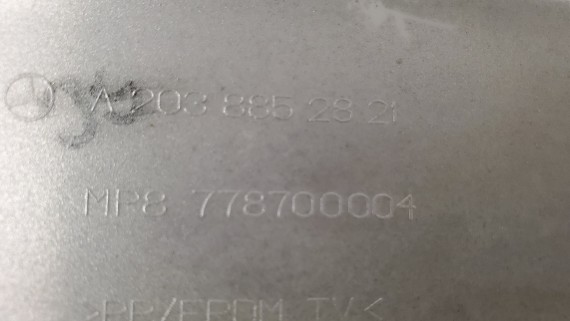 A 203 885 28 21
MP8 778700004
>PP/EPDM TV<